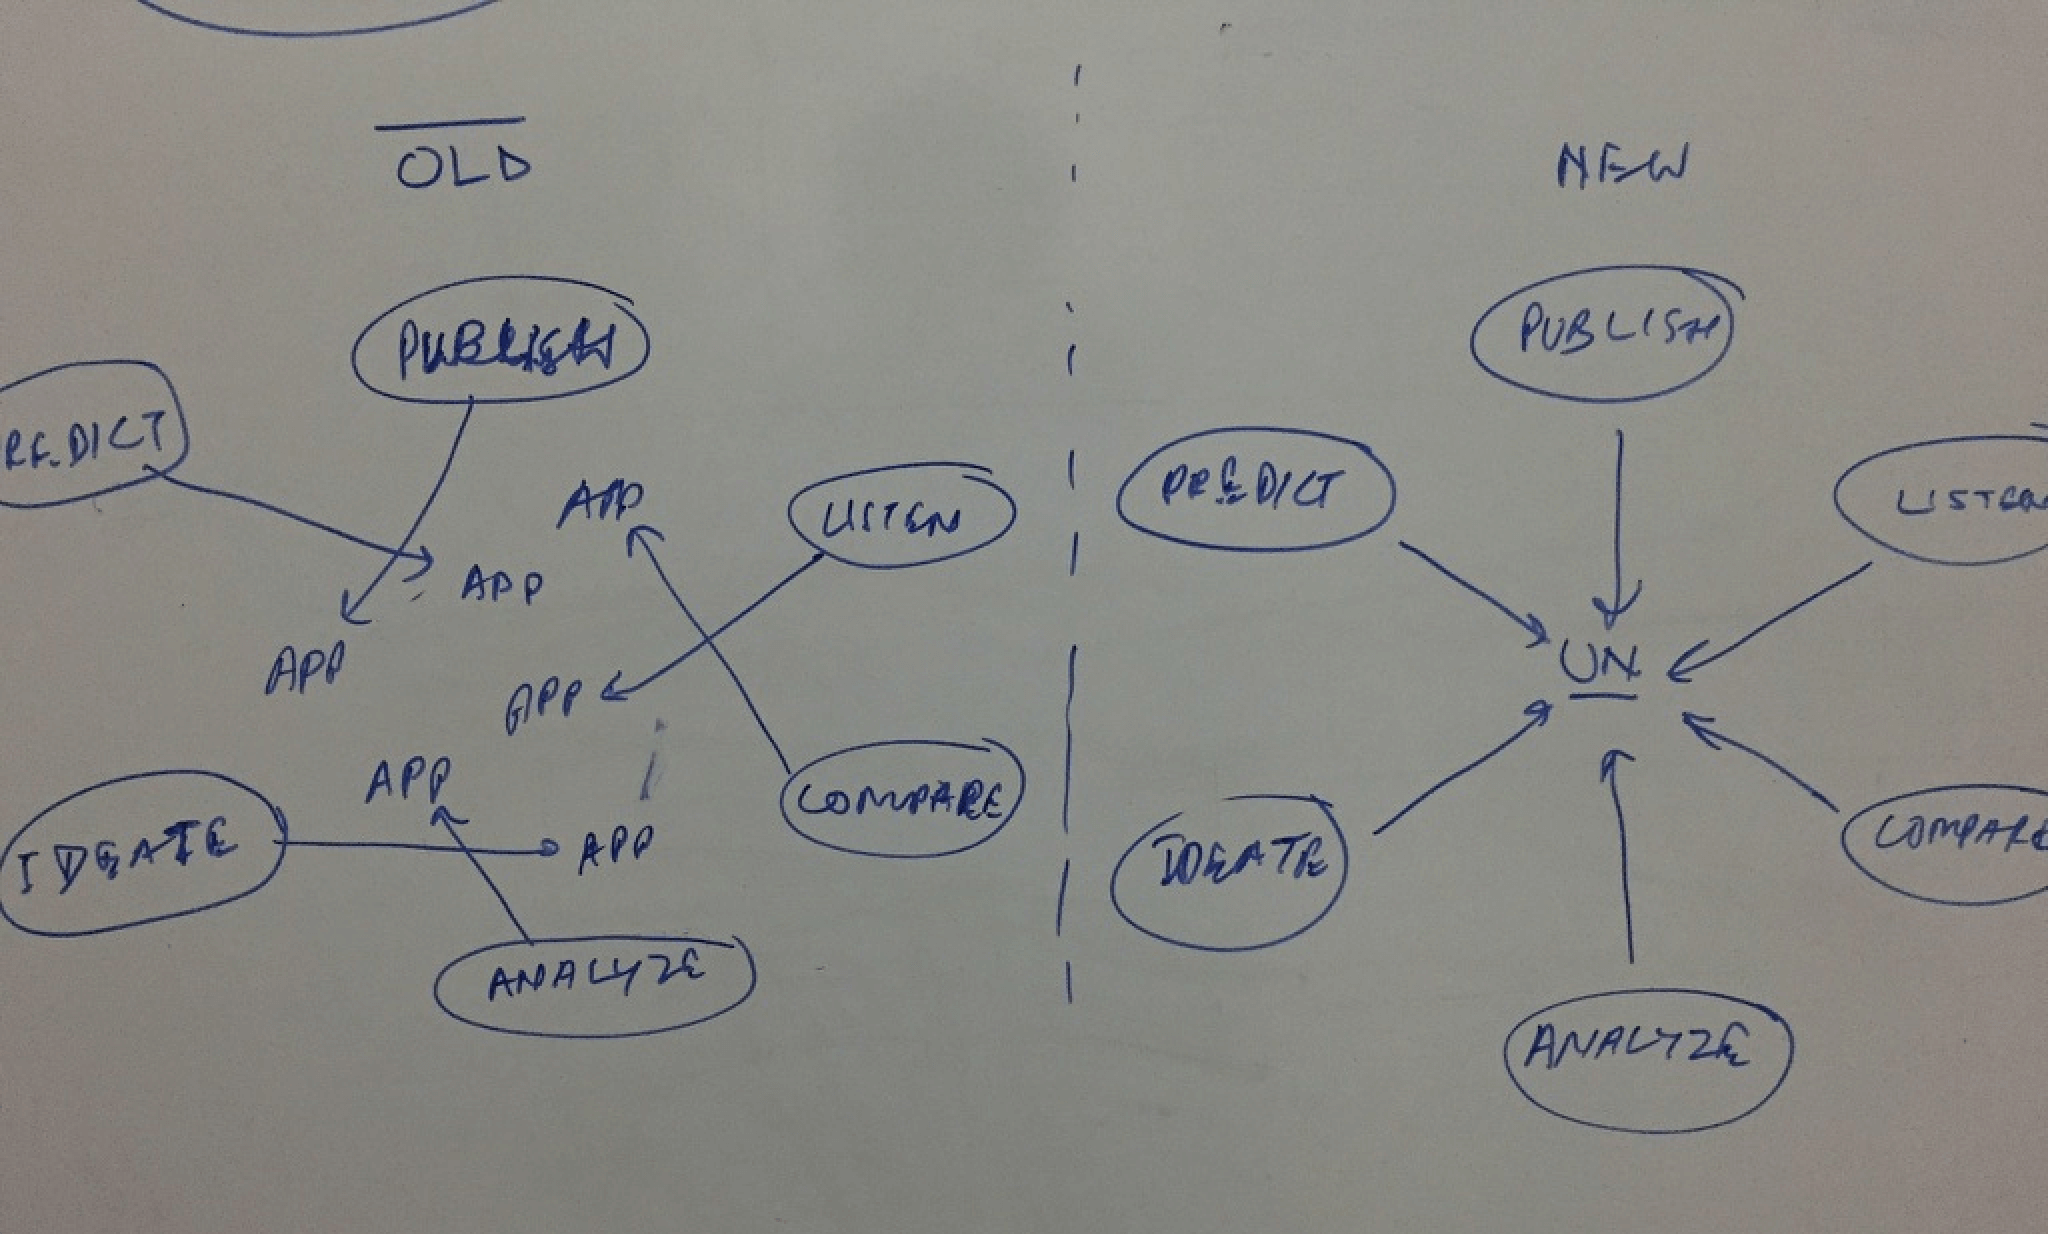 OLD
PUBLISH
REDICT
APP
LISTEN
APP
APP
APP
APP
COMPARE
IDEATE
APP
ANALYZE
NEW
PUBLISH
PREDICT
LISTEN
UN
IDEATE
COMPARE
ANALYZE